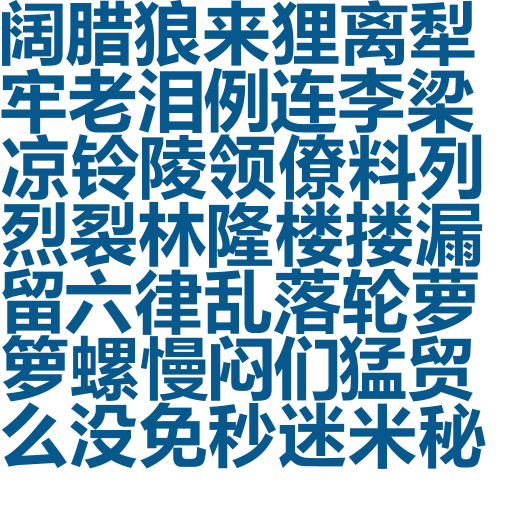 阔腊狼来狸离犁
牢老泪例连李梁
凉铃陵领僚料列
烈裂林隆楼搂漏
留六律乱落轮萝
箩螺慢闷们猛贸
么没免秒迷米秘